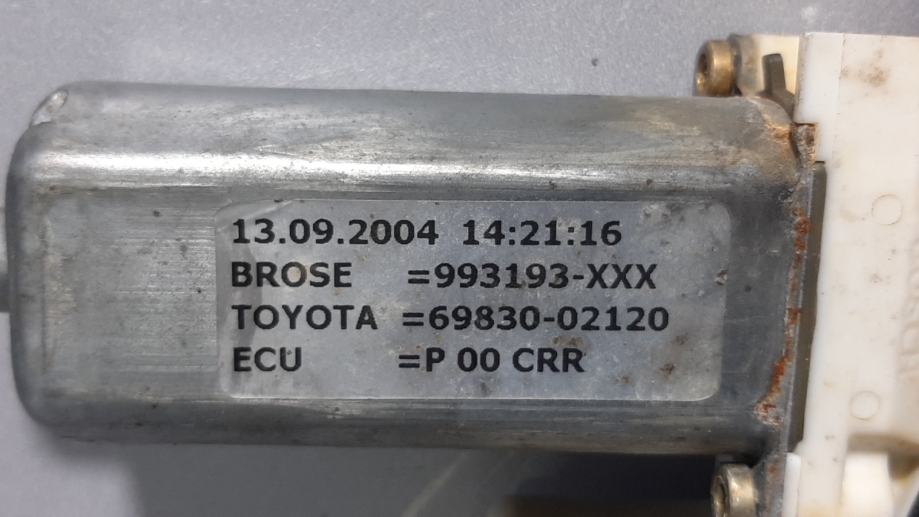 13.09.2004 14:21:16
BROSE =993193-XXX
TOYOTA =69830-02120
ECU =P 00 CRR